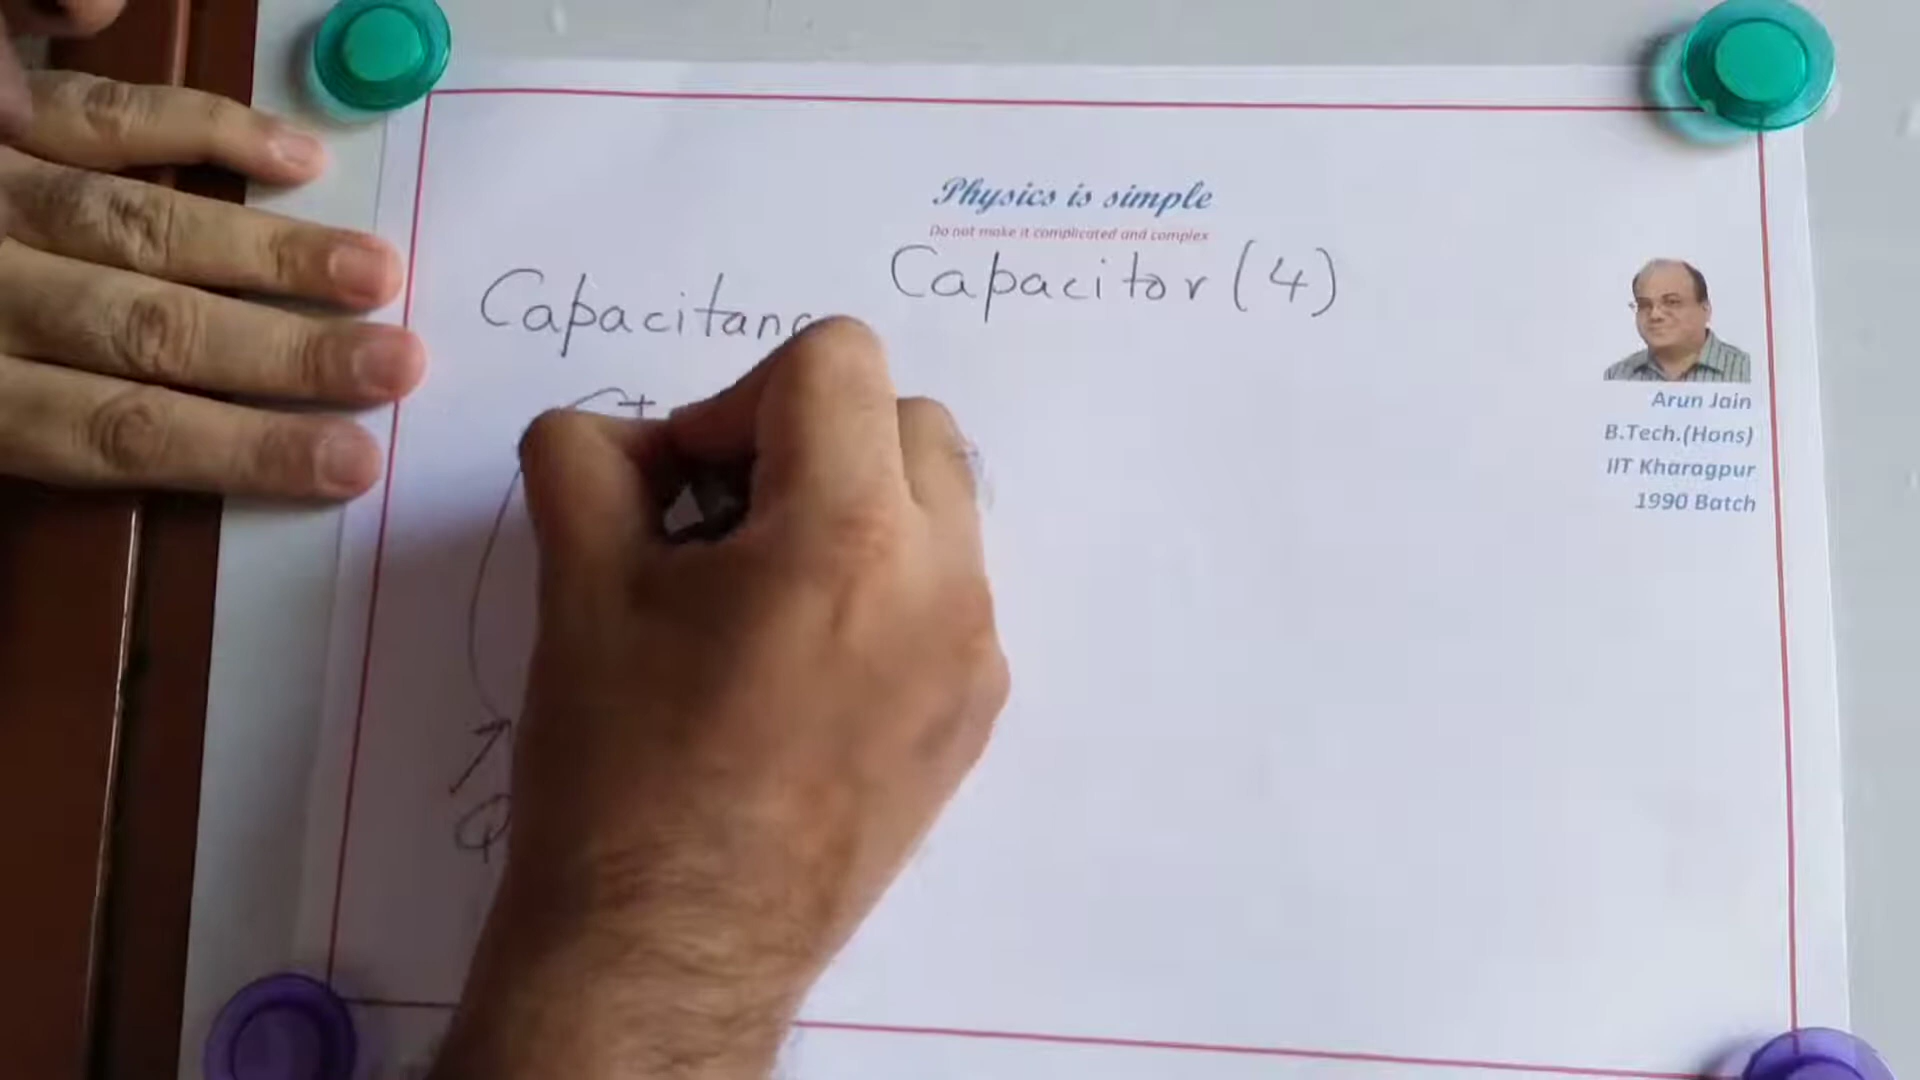 Physics is simple
Do not make it complicated and complex
Capacitor (4)
Arun Jain
B.Tech.(Hons)
IIT Kharagpur
1990 Batch
+
Q